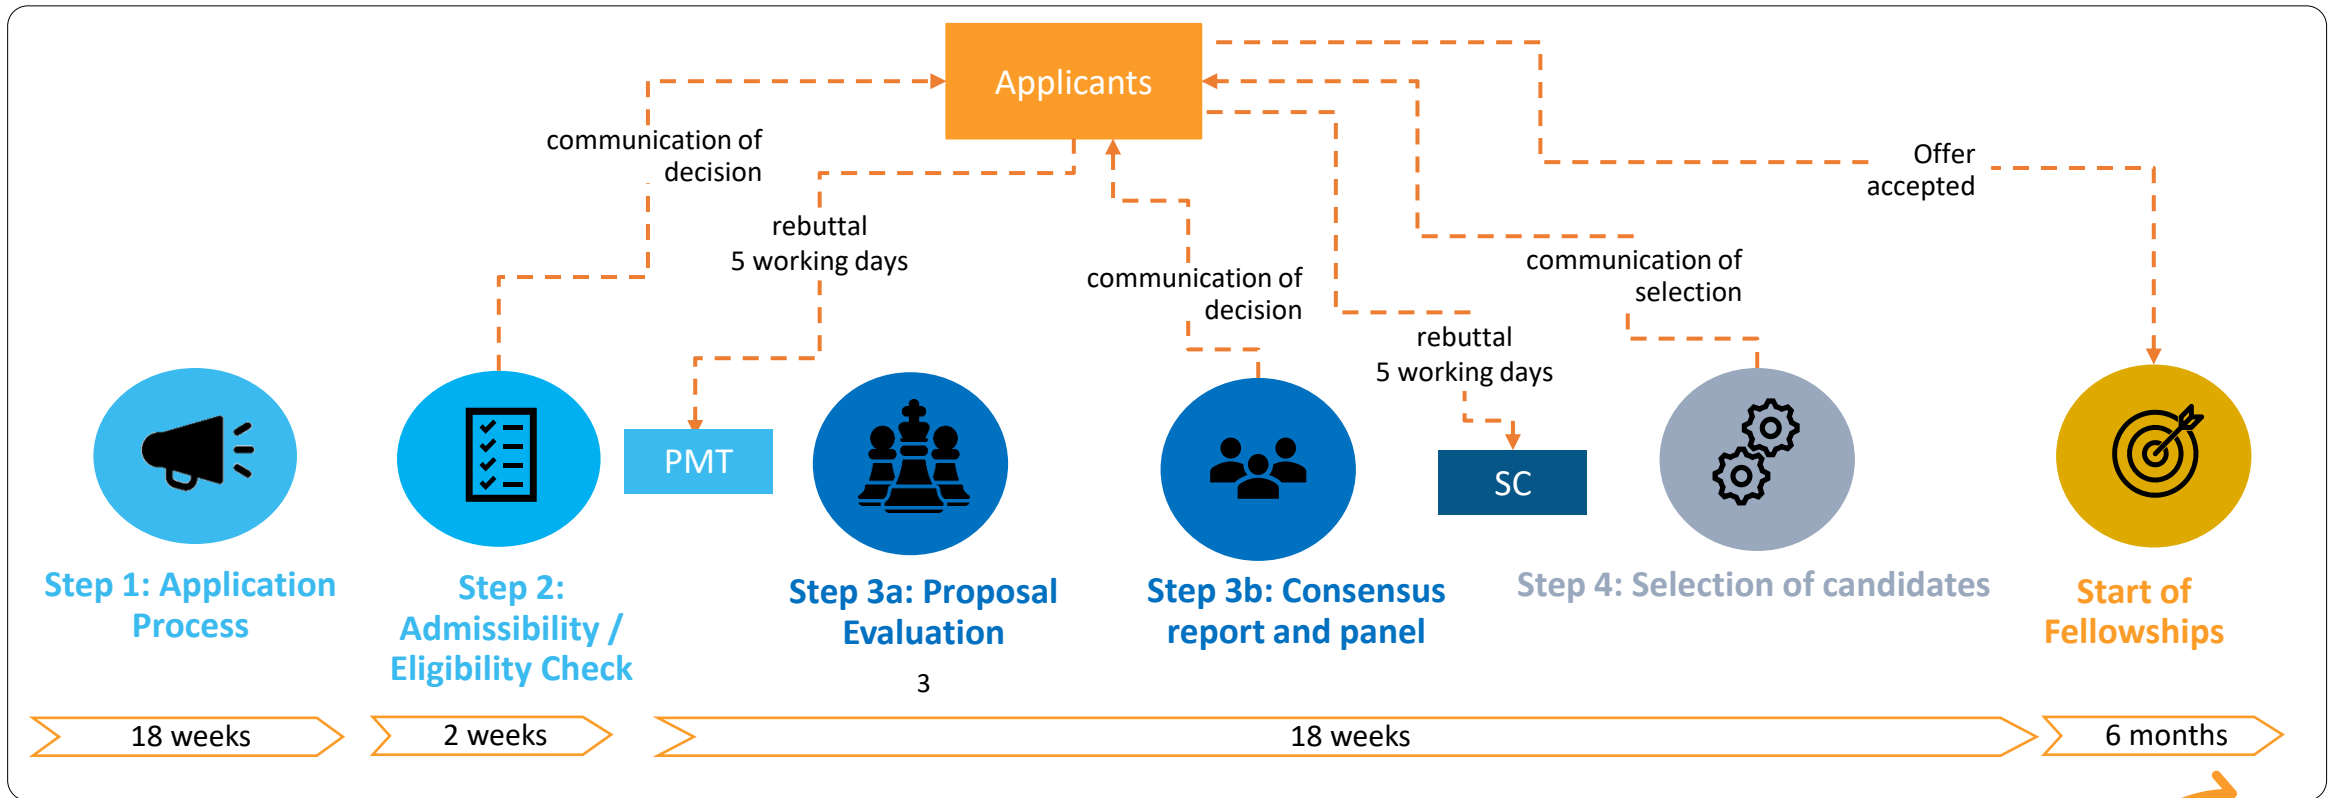 Applicants
communication of
decision
rebuttal
5 working days
communication of
decision
rebuttal
5 working days
communication of
selection
Offer
accepted
PMT
SC
Step 1: Application
Process
Step 2:
Admissibility /
Eligibility Check
Step 3a: Proposal
Evaluation
3
Step 3b: Consensus
report and panel
Step 4: Selection of candidates
Start of
Fellowships
18 weeks
2 weeks
18 weeks
6 months